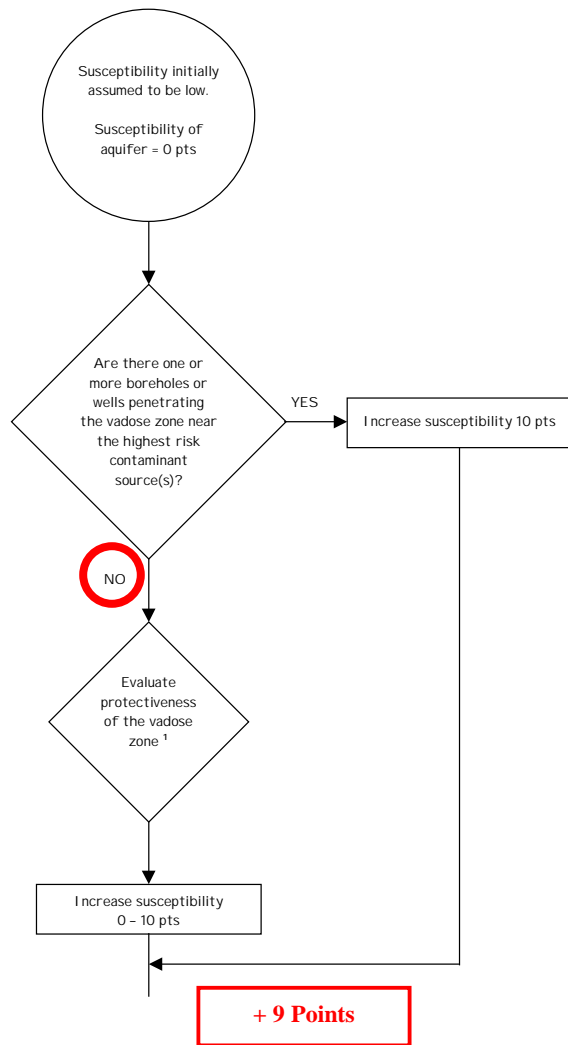 Susceptibility initially
assumed to be low.
Susceptibility of
aquifer = 0 pts
Are there one or
more boreholes or
wells penetrating
the vadose zone near
the highest risk
contaminant
source(s)?
YES
Increase susceptibility 10 pts
NO
Evaluate
protectiveness
of the vadose
zone ¹
Increase susceptibility
0 – 10 pts
+ 9 Points